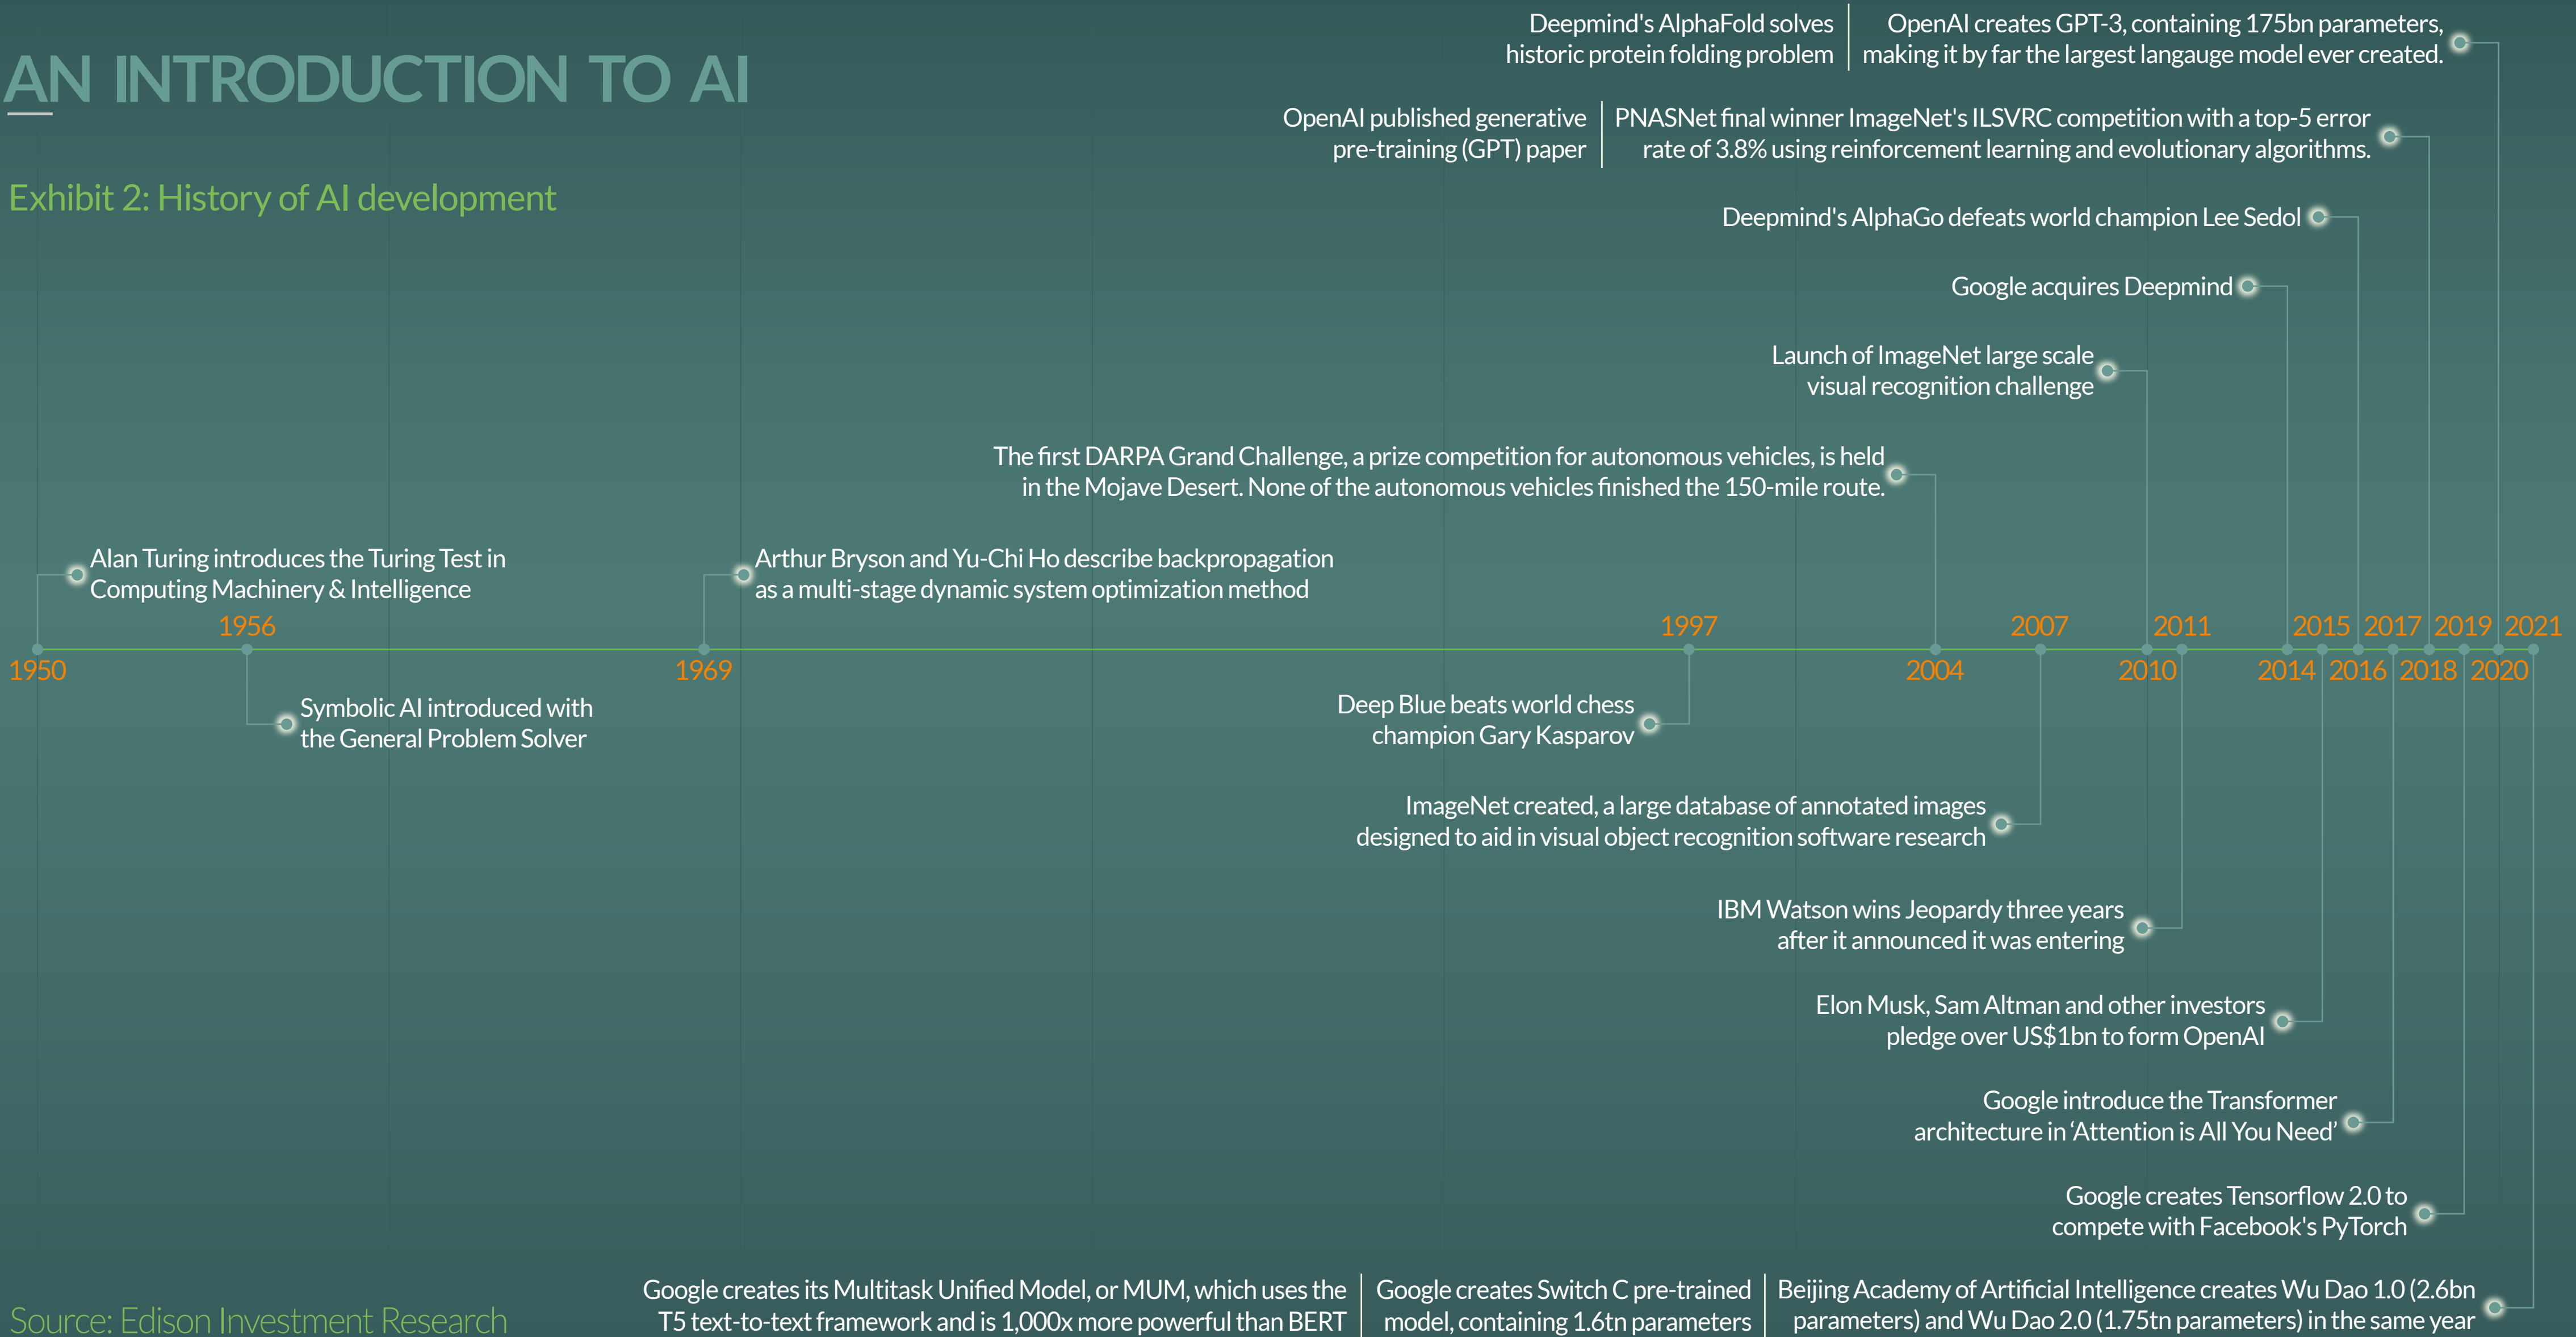 AN INTRODUCTION TO AI
Exhibit 2: History of AI development
Deepmind's AlphaFold solves
historic protein folding problem
OpenAI creates GPT-3, containing 175bn parameters,
making it by far the largest langauge model ever created.
OpenAI published generative
pre-training (GPT) paper
PNASNet final winner ImageNet's ILSVRC competition with a top-5 error
rate of 3.8% using reinforcement learning and evolutionary algorithms.
Deepmind's AlphaGo defeats world champion Lee Sedol
Google acquires Deepmind
Launch of ImageNet large scale
visual recognition challenge
The first DARPA Grand Challenge, a prize competition for autonomous vehicles, is held
in the Mojave Desert. None of the autonomous vehicles finished the 150-mile route.
Alan Turing introduces the Turing Test in
Computing Machinery & Intelligence
Arthur Bryson and Yu-Chi Ho describe backpropagation
as a multi-stage dynamic system optimization method
1956
1997
2007
2011
2015
2017
2019
2021
1950
1969
2004
2010
2014
2016
2018
2020
Symbolic AI introduced with
the General Problem Solver
Deep Blue beats world chess
champion Gary Kasparov
ImageNet created, a large database of annotated images
designed to aid in visual object recognition software research
IBM Watson wins Jeopardy three years
after it announced it was entering
Elon Musk, Sam Altman and other investors
pledge over US$1bn to form OpenAI
Google introduce the Transformer
architecture in ‘Attention is All You Need’
Google creates Tensorflow 2.0 to
compete with Facebook's PyTorch
Google creates its Multitask Unified Model, or MUM, which uses the
T5 text-to-text framework and is 1,000x more powerful than BERT
Google creates Switch C pre-trained
model, containing 1.6tn parameters
Beijing Academy of Artificial Intelligence creates Wu Dao 1.0 (2.6bn
parameters) and Wu Dao 2.0 (1.75tn parameters) in the same year
Source: Edison Investment Research